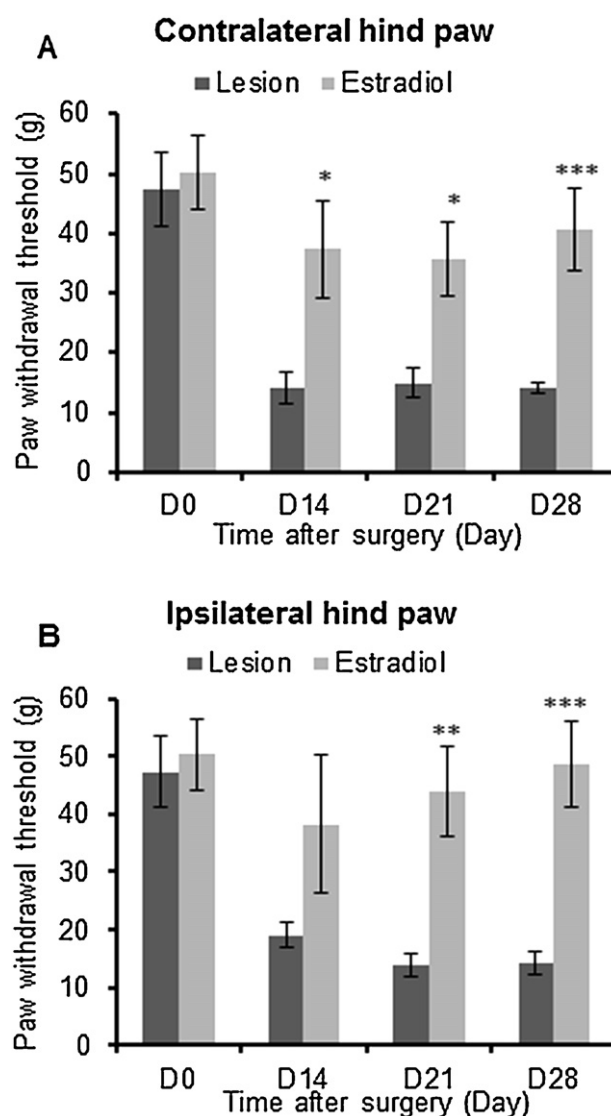 A
Contralateral hind paw
Lesion Estradiol
Paw withdrawal threshold (g)
60
50
40
30
20
10
0
* * ***
D0 D14 D21 D28
Time after surgery (Day)
B
Ipsilateral hind paw
Lesion Estradiol
Paw withdrawal threshold (g)
60
50
40
30
20
10
0
** ***
D0 D14 D21 D28
Time after surgery (Day)